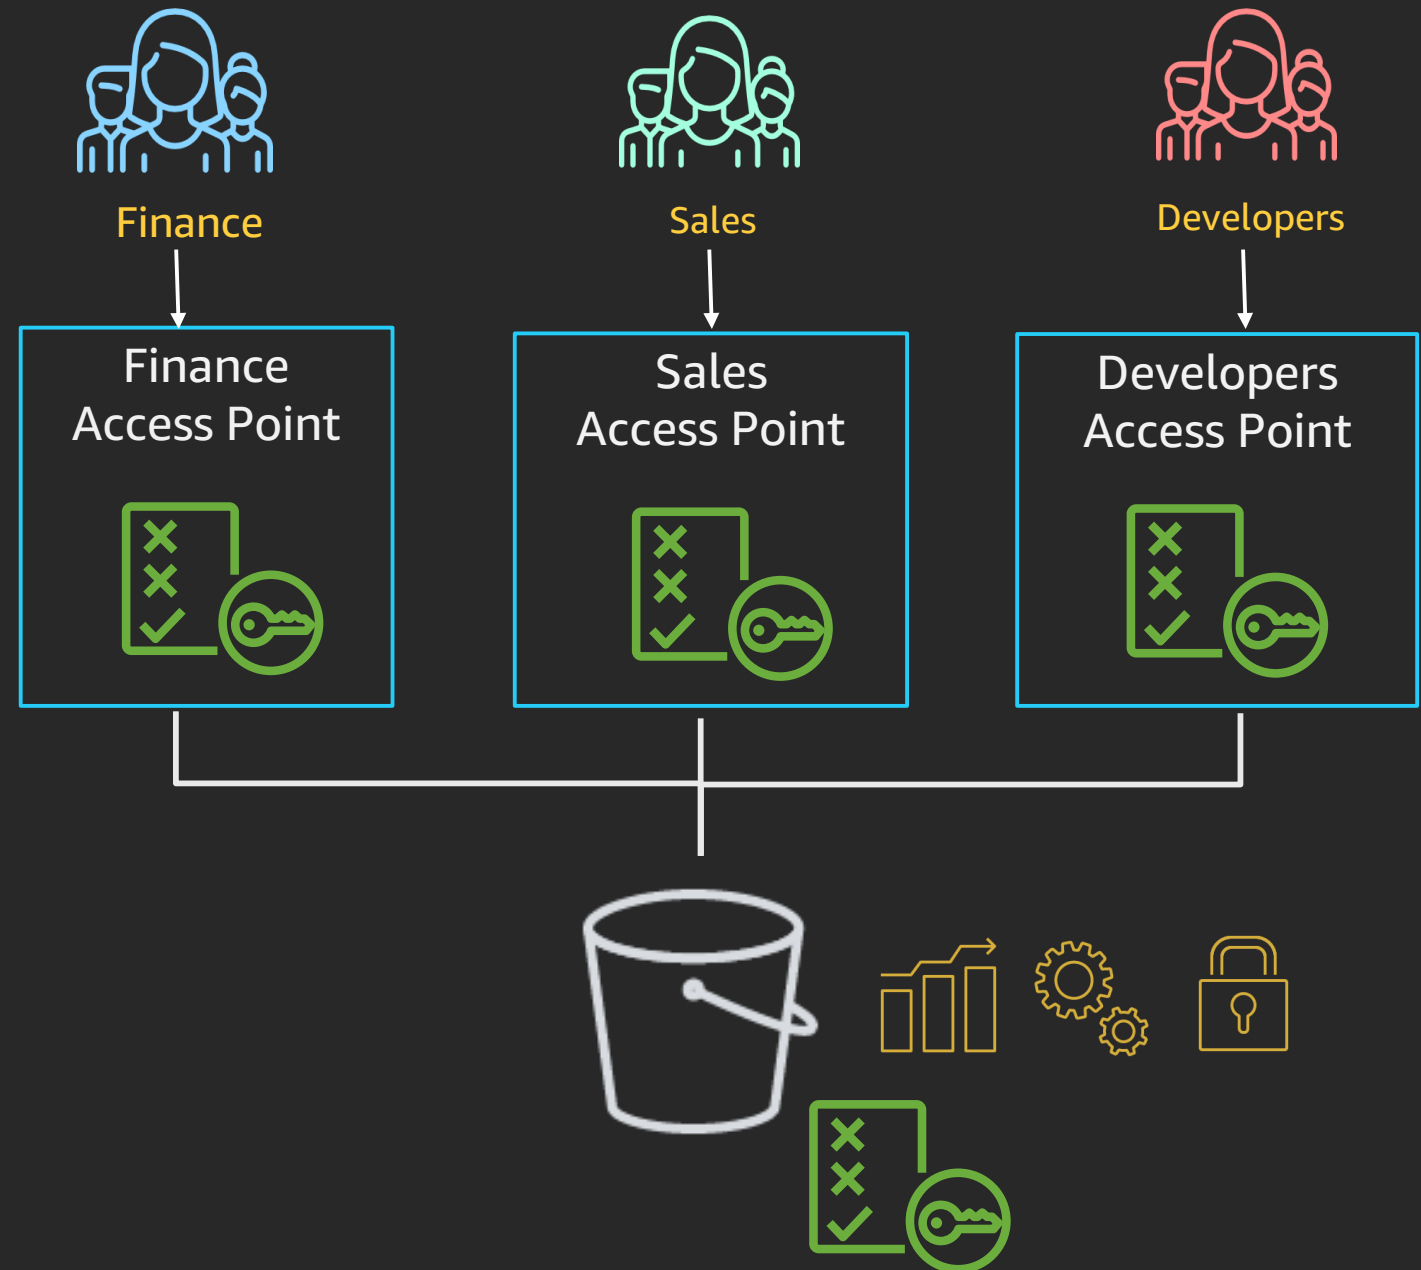 Finance
Sales
Developers
Finance
Access Point
Sales
Access Point
Developers
Access Point